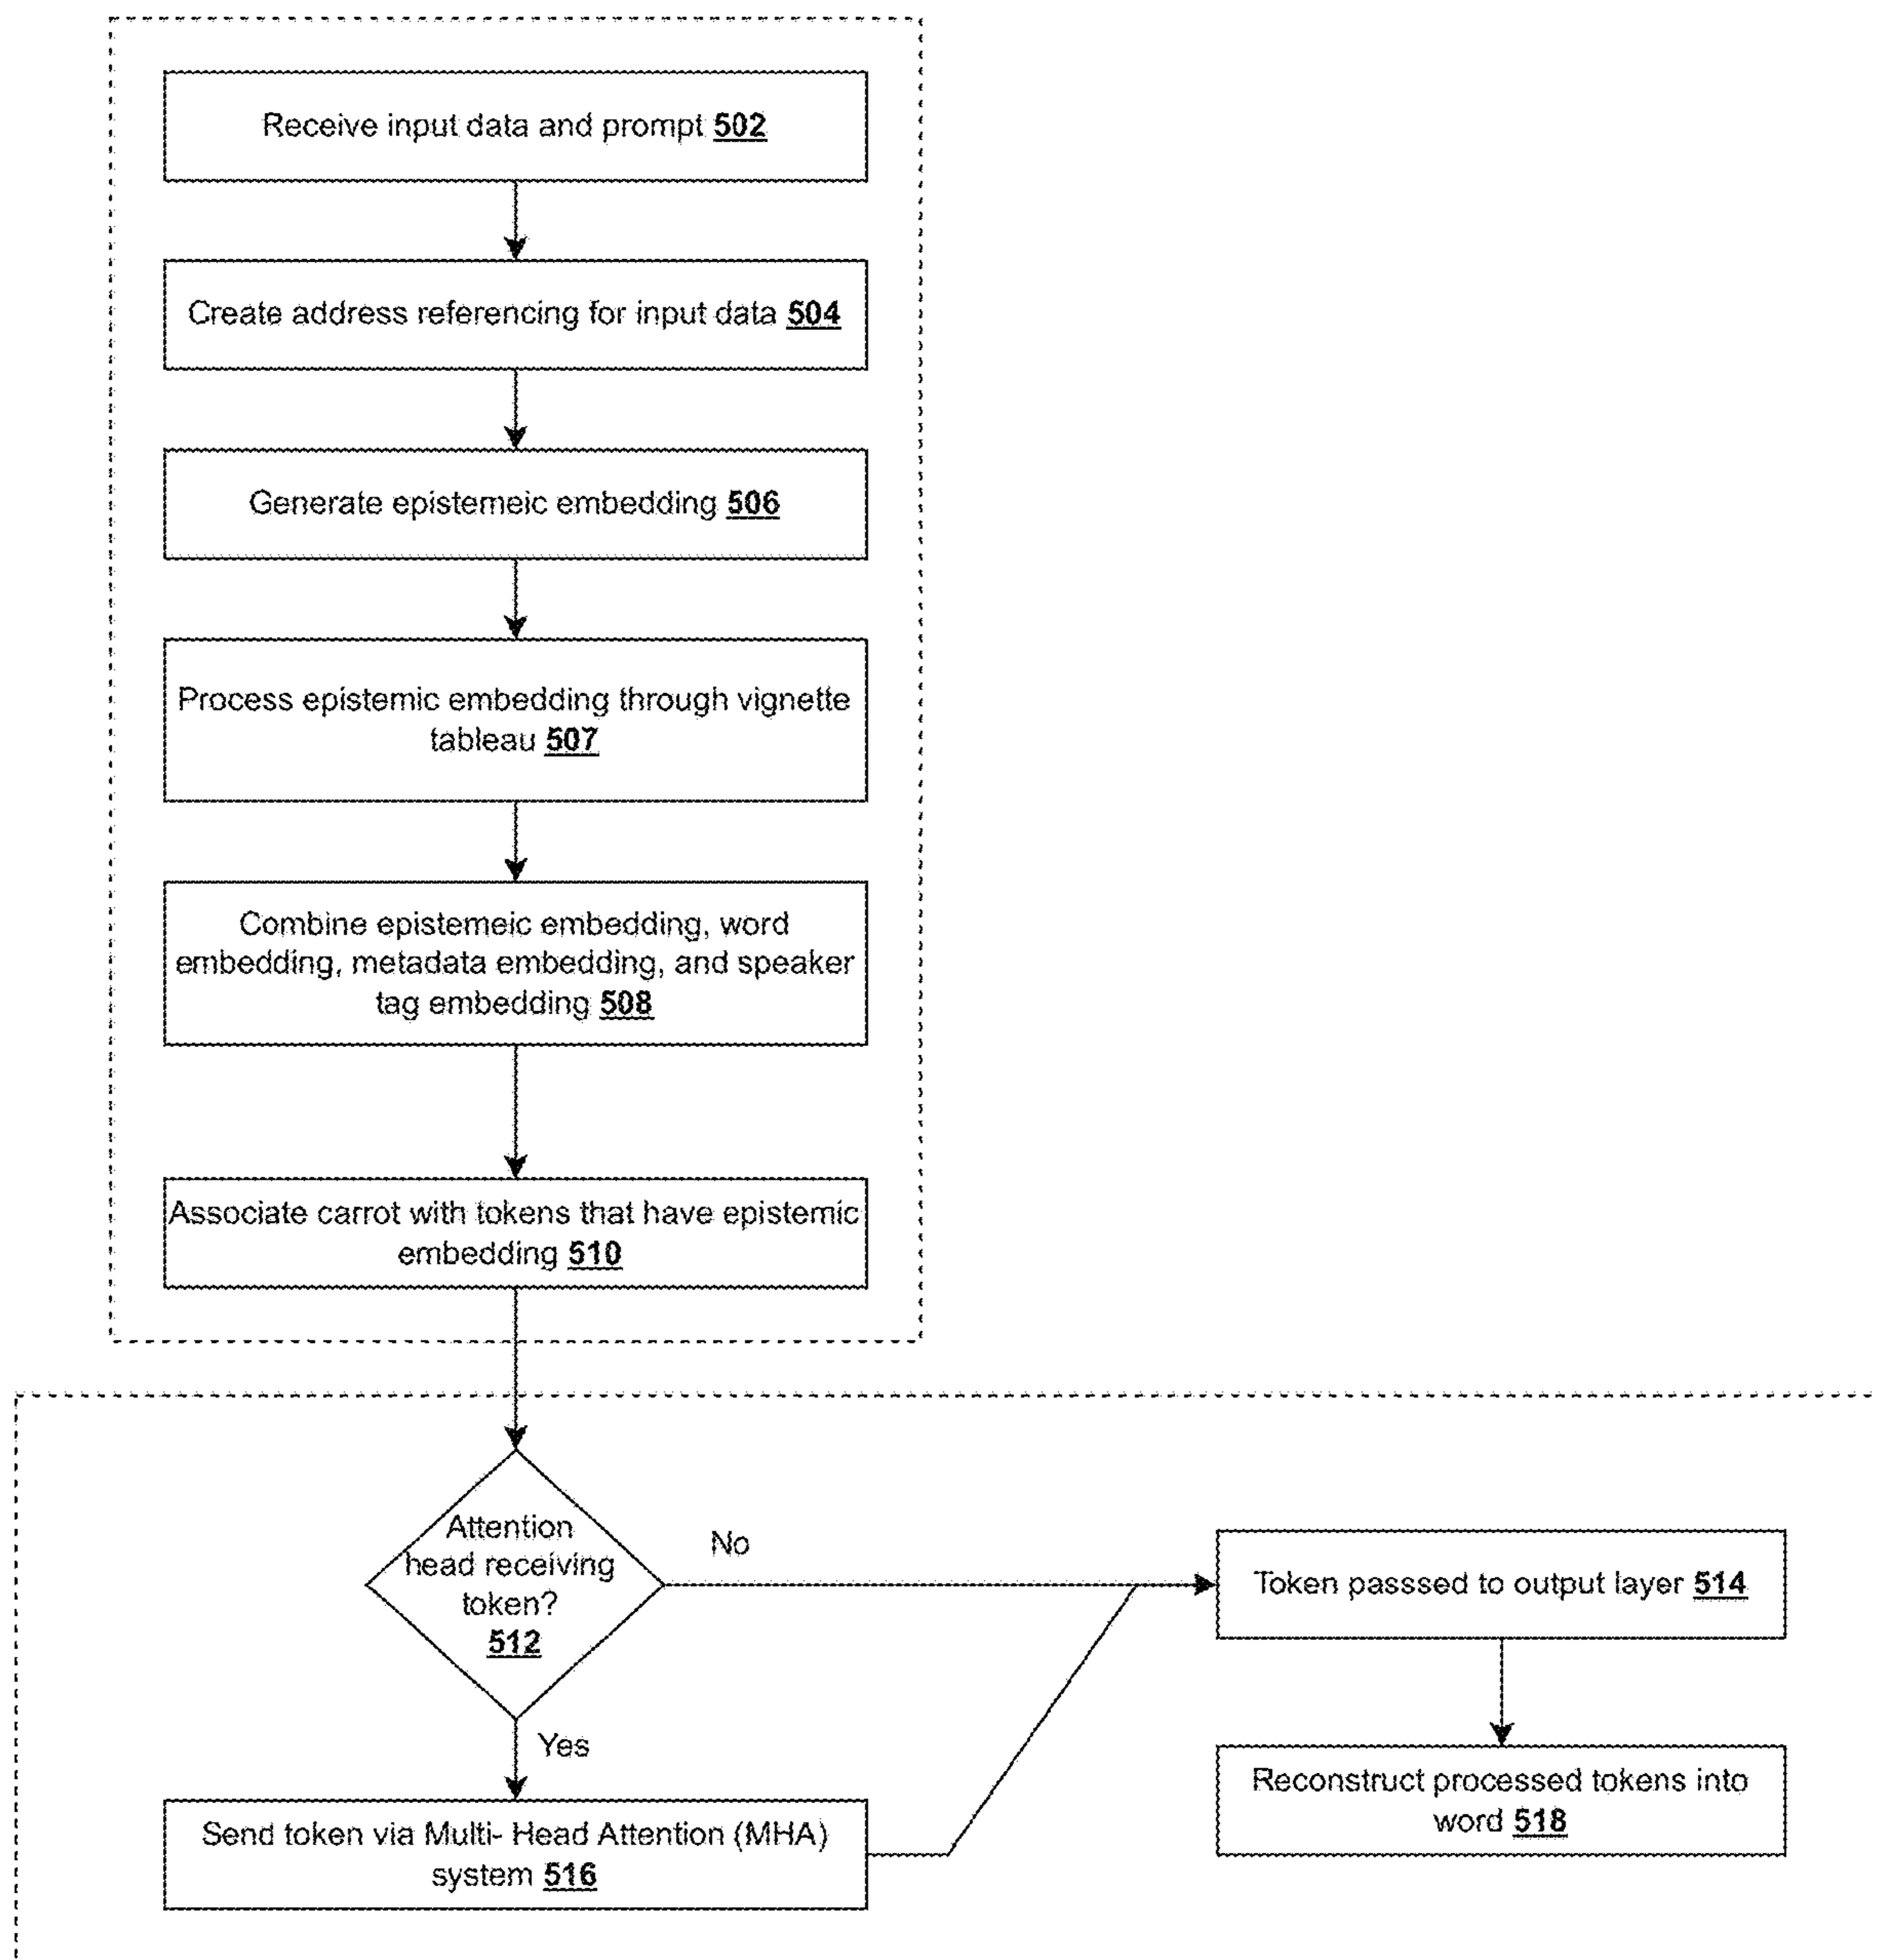 Receive input data and prompt 502
Create address referencing for input data 504
Generate epistemeic embedding 506
Process epistemic embedding through vignette
tableau 507
Combine epistemeic embedding, word
embedding, metadata embedding, and speaker
tag embedding 508
Associate carrot with tokens that have epistemic
embedding 510
Attention
head receiving
token?
512
No
Yes
Token passsed to output layer 514
Send token via Multi- Head Attention (MHA)
system 516
Reconstruct processed tokens into
word 518